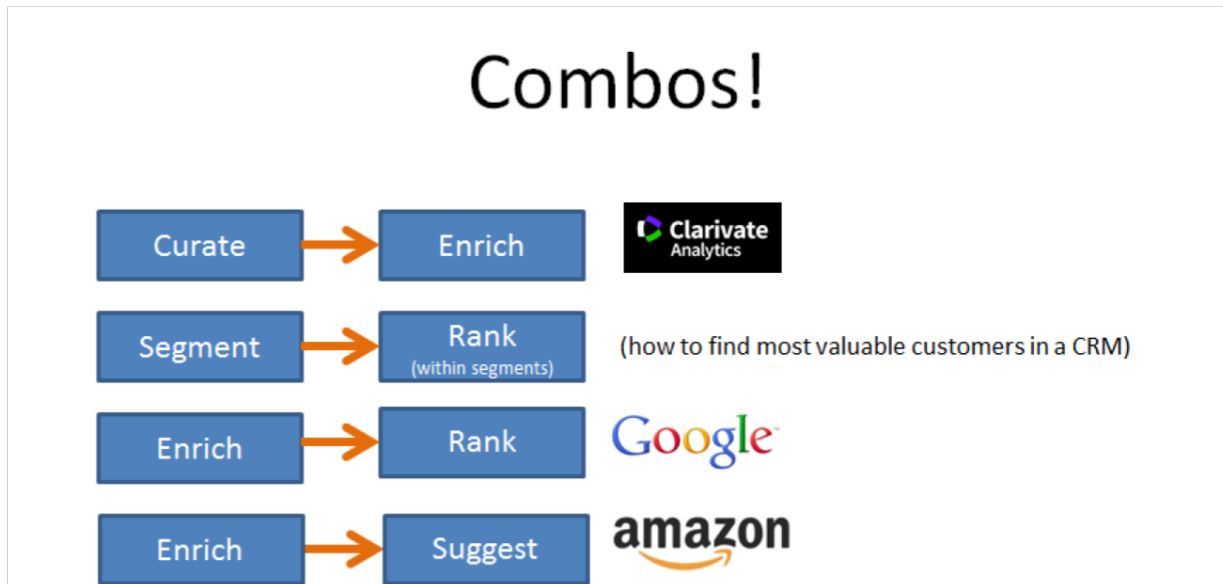 Combos!
Curate
Enrich
Clarivate
Analytics
Segment
Rank
(within segments)
(how to find most valuable customers in a CRM)
Enrich
Rank
Google™
Enrich
Suggest
amazon